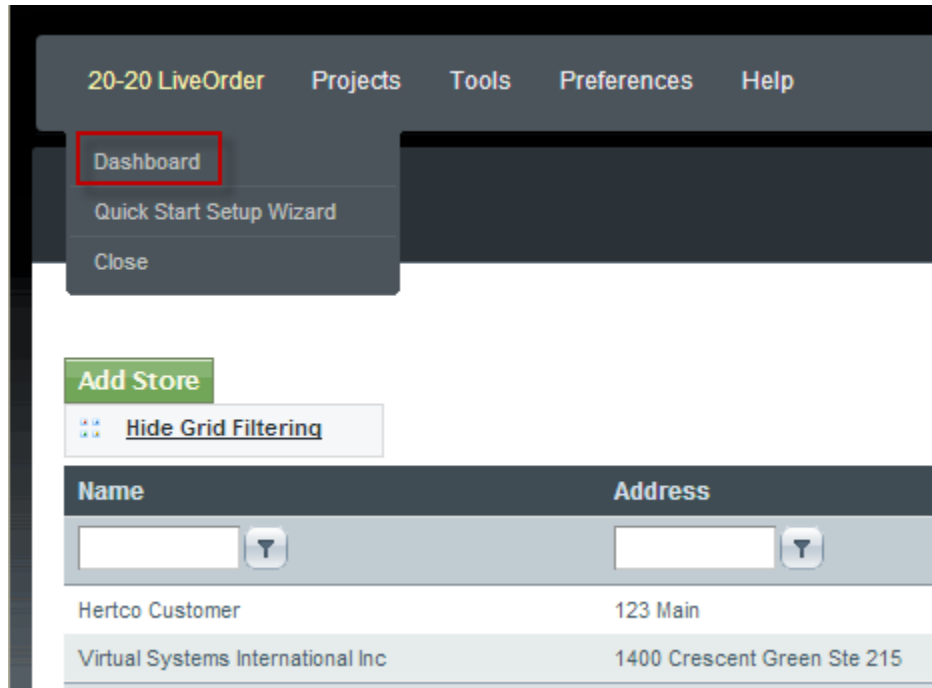 20-20 LiveOrder Projects Tools Preferences Help
Dashboard
Quick Start Setup Wizard
Close
Add Store
Hide Grid Filtering
Name Address
Hertco Customer 123 Main
Virtual Systems International Inc 1400 Crescent Green Ste 215